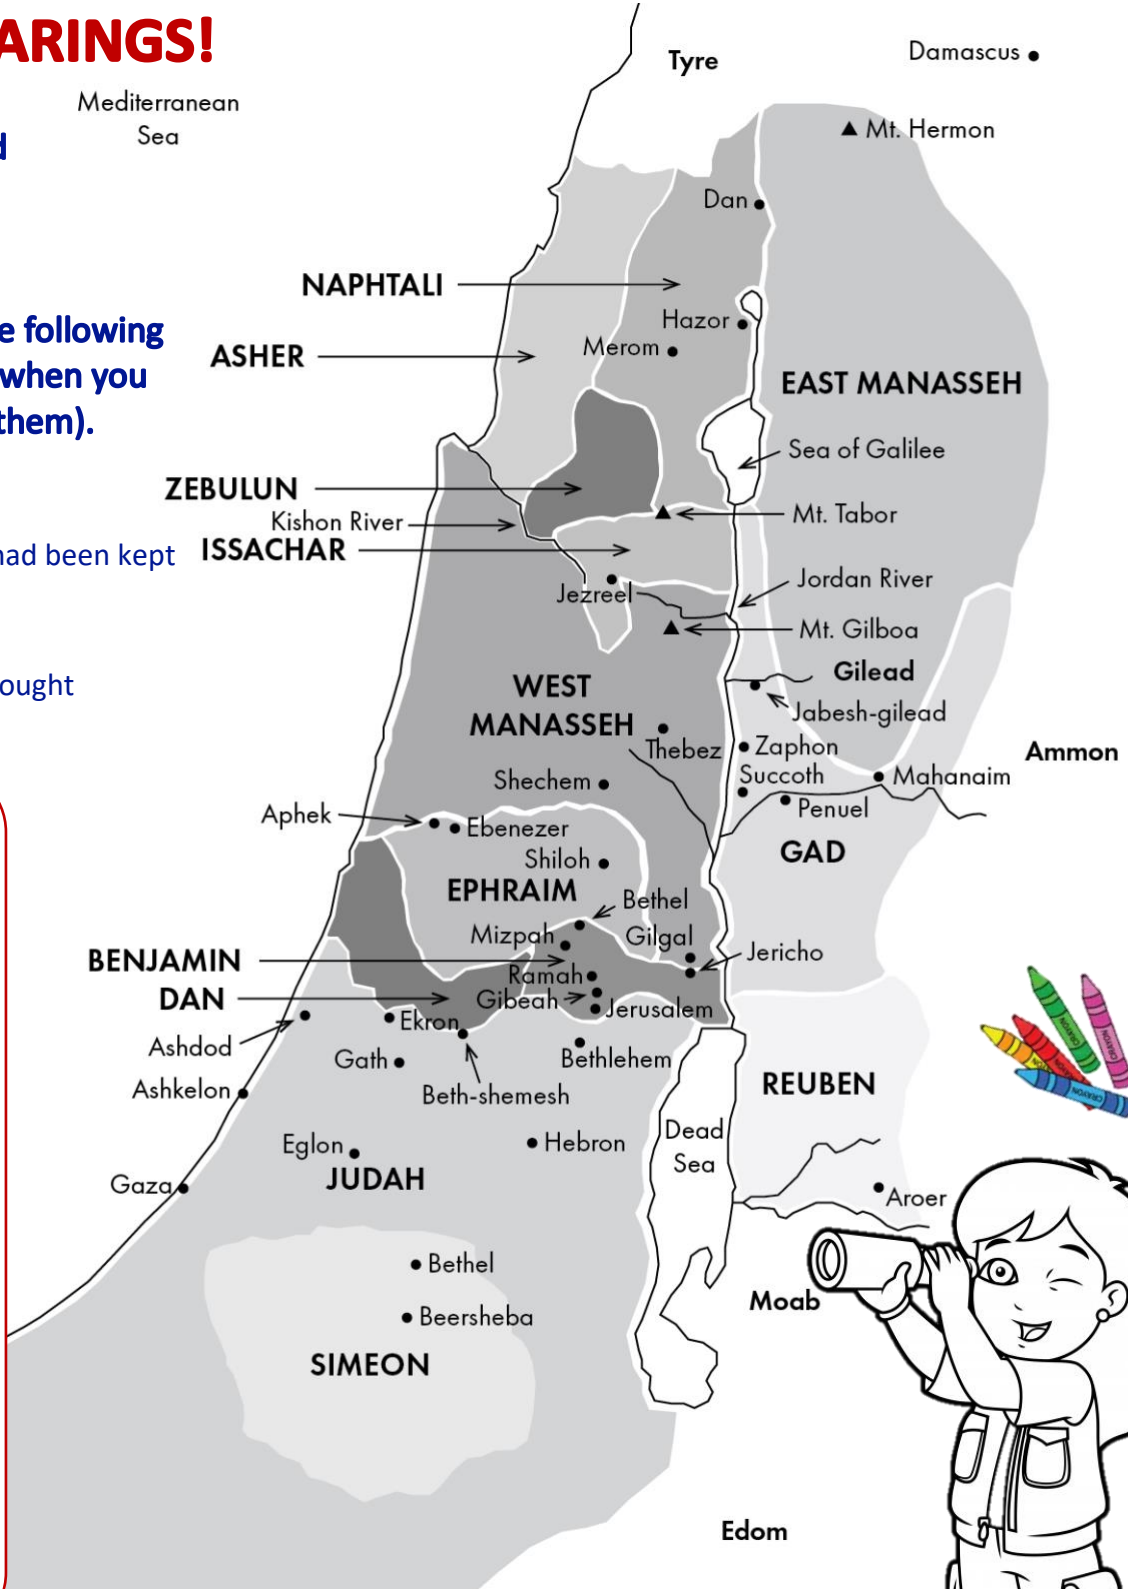 ARINGS!
Tyre
Damascus
Mediterranean
Sea
Mt. Hermon
d
Dan
NAPHTALI
Hazor
e following
Merom
ASHER
when you
EAST MANASSEH
them).
Sea of Galilee
ZEBULUN
Mt. Tabor
Kishon River
had been kept
ISSACHAR
Jordan River
Jezreel
Mt. Gilboa
Gilead
ought
WEST
MANASSEH
Jabesh-gilead
Thebez
Zaphon
Ammon
Succoth
Mahanaim
Shechem
Penuel
Aphek
Ebenezer
GAD
Shiloh
EPHRAIM
Bethel
Mizpah
Gilgal
Jericho
BENJAMIN
Ramah
DAN
Gibeah
Jerusalem
Ekron
Ashdod
Gath
Bethlehem
REUBEN
Ashkelon
Beth-shemesh
Dead
Sea
Eglon
Hebron
JUDAH
Gaza
Aroer
Bethel
Moab
Beersheba
SIMEON
Edom
CRAYON
CRAYON
CRAYON